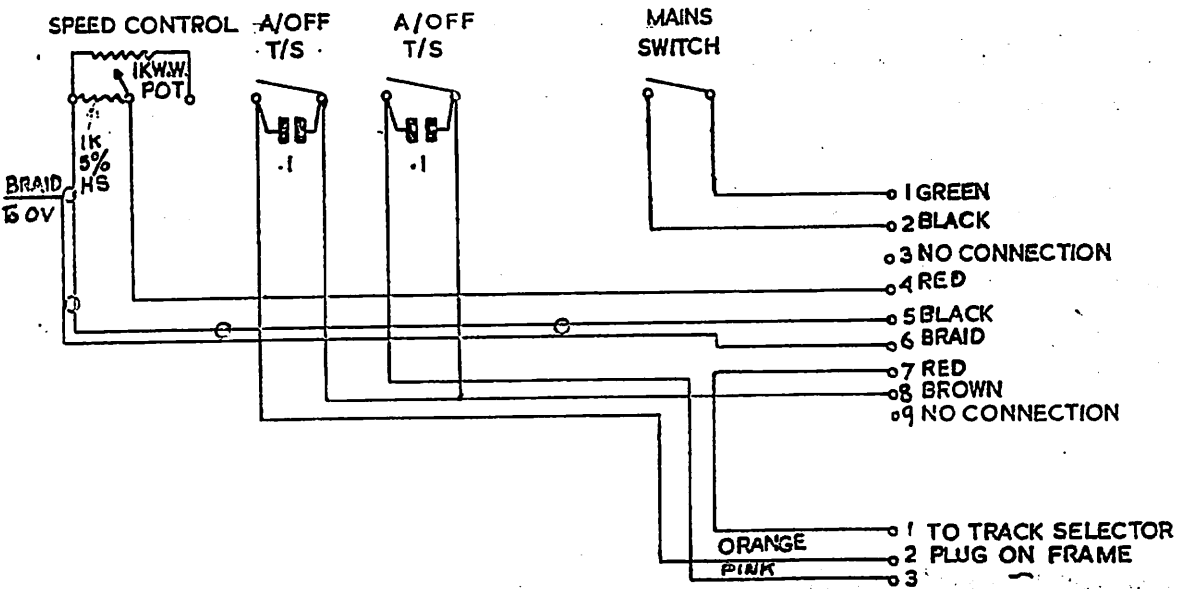 SPEED CONTROL
A/OFF
T/S
A/OFF
T/S
MAINS
SWITCH
1KW.W.
POT
1K
5%
HS
.1
.1
BRAID
TO 0V
1 GREEN
2 BLACK
3 NO CONNECTION
4 RED
5 BLACK
6 BRAID
7 RED
8 BROWN
9 NO CONNECTION
ORANGE
PINK
1 TO TRACK SELECTOR
2 PLUG ON FRAME
3